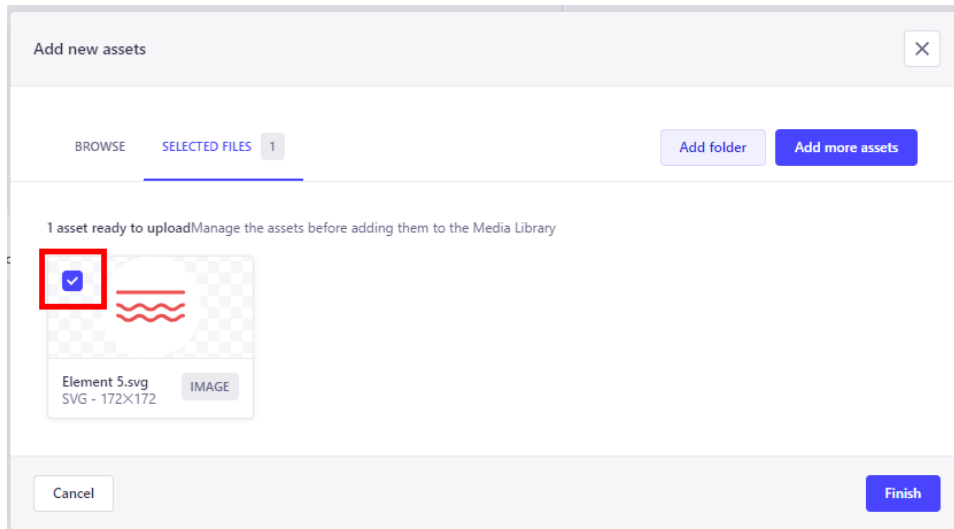 Add new assets
BROWSE SELECTED FILES 1
Add folder
Add more assets
1 asset ready to uploadManage the assets before adding them to the Media Library
Element 5.svg
SVG - 172×172
IMAGE
Cancel
Finish